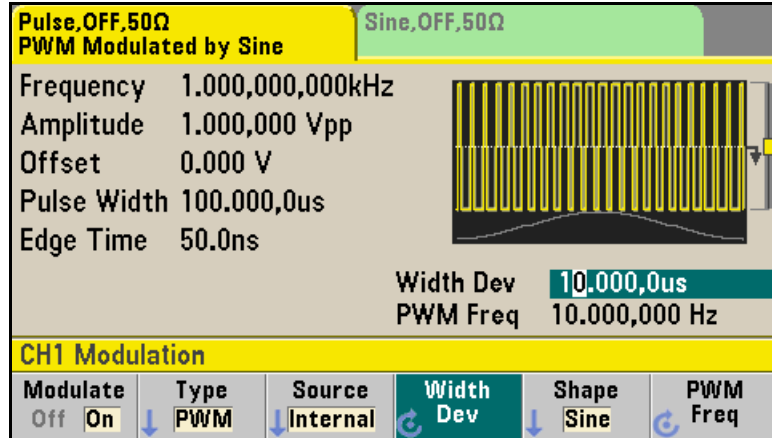 Pulse,OFF,50Ω
PWM Modulated by Sine
Sine,OFF,50Ω
Frequency 1.000,000,000kHz
Amplitude 1.000,000 Vpp
Offset 0.000 V
Pulse Width 100.000,0us
Edge Time 50.0ns
Width Dev 10.000,0us
PWM Freq 10.000,000 Hz
CH1 Modulation
Modulate Type Source Width Shape PWM
Off On PWM Internal Dev Sine Freq